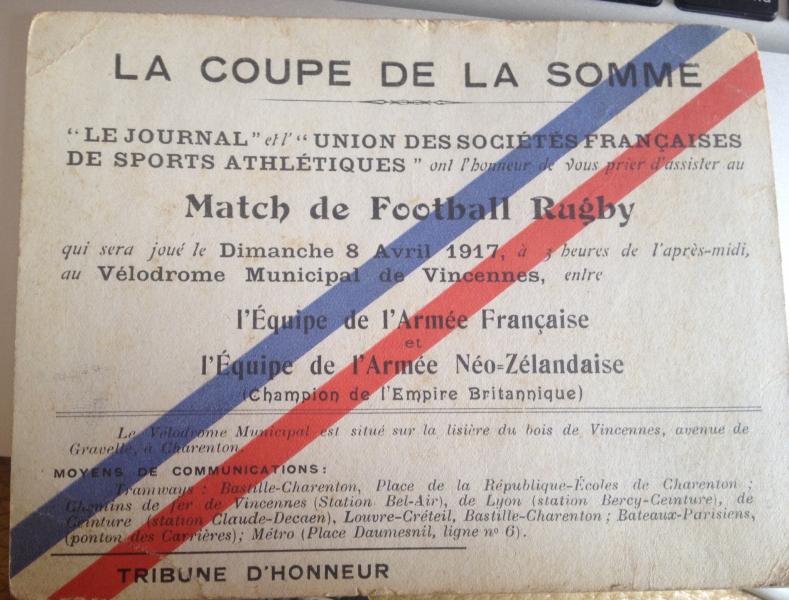 LA COUPE DE LA SOMME
“LE JOURNAL” et l' “UNION DES SOCIÉTÉS FRANÇAISES
DE SPORTS ATHLÉTIQUES” ont l'honneur de vous prier d'assister au
Match de Football Rugby
qui sera joué le Dimanche 8 Avril 1917, à 3 heures de l'après-midi,
au Vélodrome Municipal de Vincennes, entre
l'Équipe de l'Armée Française
et
l'Équipe de l'Armée Néo=Zélandaise
(Champion de l'Empire Britannique)
Le Vélodrome Municipal est situé sur la lisière du bois de Vincennes, avenue de
Gravelle, à Charenton.
MOYENS DE COMMUNICATIONS:
Tramways : Bastille-Charenton, Place de la République-Écoles de Charenton ;
Chemins de fer de Vincennes (Station Bel-Air), de Lyon (station Bercy-Ceinture), de
Ceinture (station Claude-Decaen), Louvre-Créteil, Bastille-Charenton ; Bateaux-Parisiens,
(ponton des Carrières); Métro (Place Daumesnil, ligne nº 6).
TRIBUNE D'HONNEUR